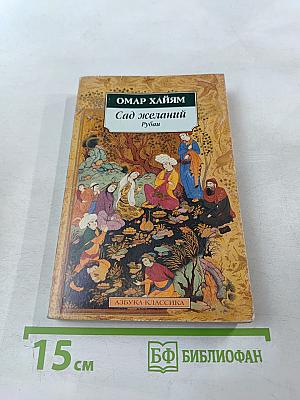 ОМАР ХАЙЯМ
Сад желаний
Рубаи
АЗБУКА-КЛАССИКА
15 см
БФ БИБЛИОФАН